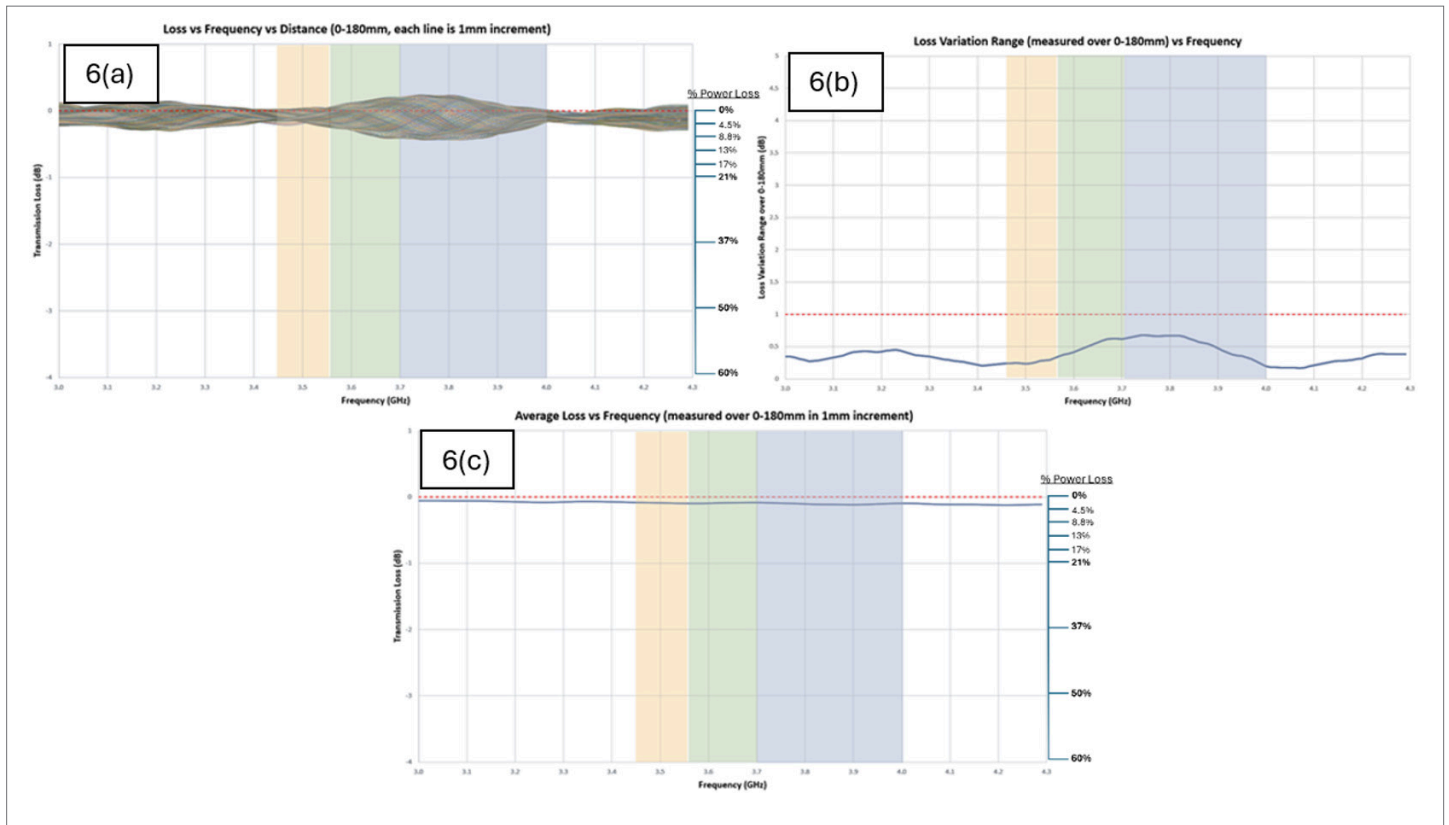 Loss vs Frequency vs Distance (0-180mm, each line is 1mm increment)
6(a)
Transmission Loss (dB)
1
0
-1
-2
-3
-4
3.0 3.1 3.2 3.3 3.4 3.5 3.6 3.7 3.8 3.9 4.0 4.1 4.2 4.3
Frequency (GHz)
% Power Loss
0%
4.5%
8.8%
13%
17%
21%
37%
50%
60%
Loss Variation Range (measured over 0-180mm) vs Frequency
6(b)
Loss Variation Range over 0-180mm (dB)
5
4.5
4
3.5
3
2.5
2
1.5
1
0.5
0
3.0 3.1 3.2 3.3 3.4 3.5 3.6 3.7 3.8 3.9 4.0 4.1 4.2 4.3
Frequency (GHz)
Average Loss vs Frequency (measured over 0-180mm in 1mm increment)
6(c)
Transmission Loss (dB)
1
0
-1
-2
-3
-4
3.0 3.1 3.2 3.3 3.4 3.5 3.6 3.7 3.8 3.9 4.0 4.1 4.2 4.3
Frequency (GHz)
% Power Loss
0%
4.5%
8.8%
13%
17%
21%
37%
50%
60%